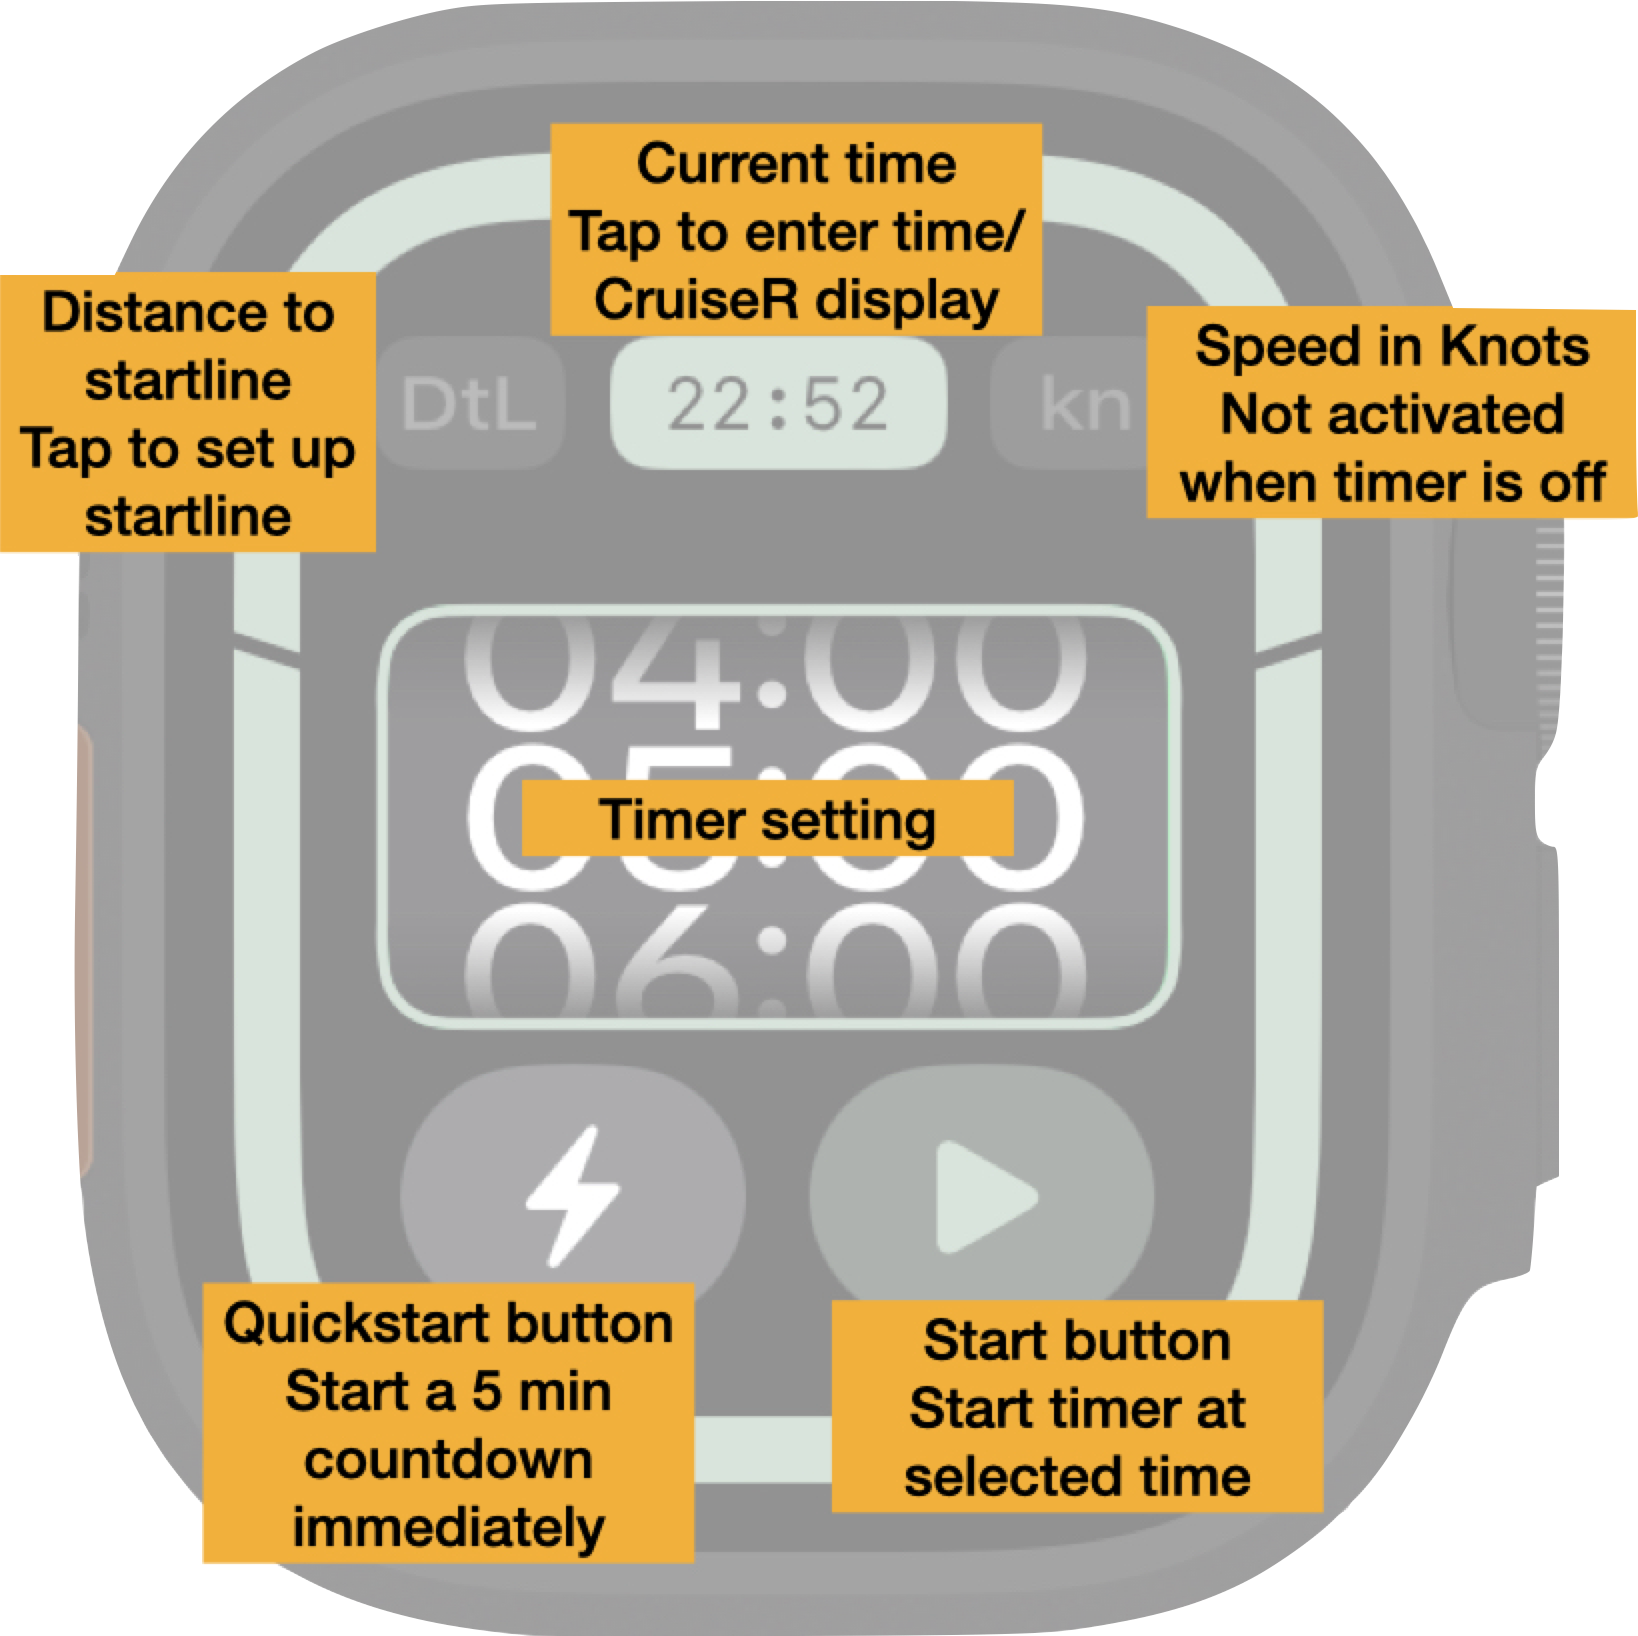 Current time
Tap to enter time/
CruiseR display
Distance to
startline
Tap to set up
startline
Speed in Knots
Not activated
when timer is off
DtL
22:52
kn
04:00
05:00
Timer setting
06:00
Quickstart button
Start a 5 min
countdown
immediately
Start button
Start timer at
selected time